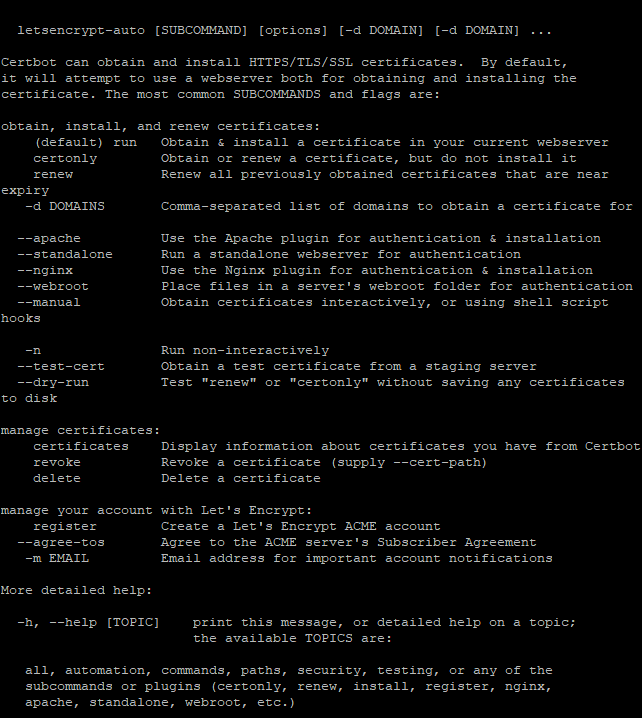 letsencrypt-auto [SUBCOMMAND] [options] [-d DOMAIN] [-d DOMAIN] ...
Certbot can obtain and install HTTPS/TLS/SSL certificates.  By default,
it will attempt to use a webserver both for obtaining and installing the
certificate. The most common SUBCOMMANDS and flags are:
obtain, install, and renew certificates:
    (default) run   Obtain & install a certificate in your current webserver
    certonly        Obtain or renew a certificate, but do not install it
    renew           Renew all previously obtained certificates that are near
expiry
   -d DOMAINS       Comma-separated list of domains to obtain a certificate for
  --apache          Use the Apache plugin for authentication & installation
  --standalone      Run a standalone webserver for authentication
  --nginx           Use the Nginx plugin for authentication & installation
  --webroot         Place files in a server's webroot folder for authentication
  --manual          Obtain certificates interactively, or using shell script
hooks
   -n               Run non-interactively
  --test-cert       Obtain a test certificate from a staging server
  --dry-run         Test "renew" or "certonly" without saving any certificates
to disk
manage certificates:
    certificates    Display information about certificates you have from Certbot
    revoke          Revoke a certificate (supply --cert-path)
    delete          Delete a certificate
manage your account with Let's Encrypt:
    register        Create a Let's Encrypt ACME account
  --agree-tos       Agree to the ACME server's Subscriber Agreement
   -m EMAIL         Email address for important account notifications
More detailed help:
  -h, --help [TOPIC]    print this message, or detailed help on a topic;
                        the available TOPICS are:
   all, automation, commands, paths, security, testing, or any of the
   subcommands or plugins (certonly, renew, install, register, nginx,
   apache, standalone, webroot, etc.)